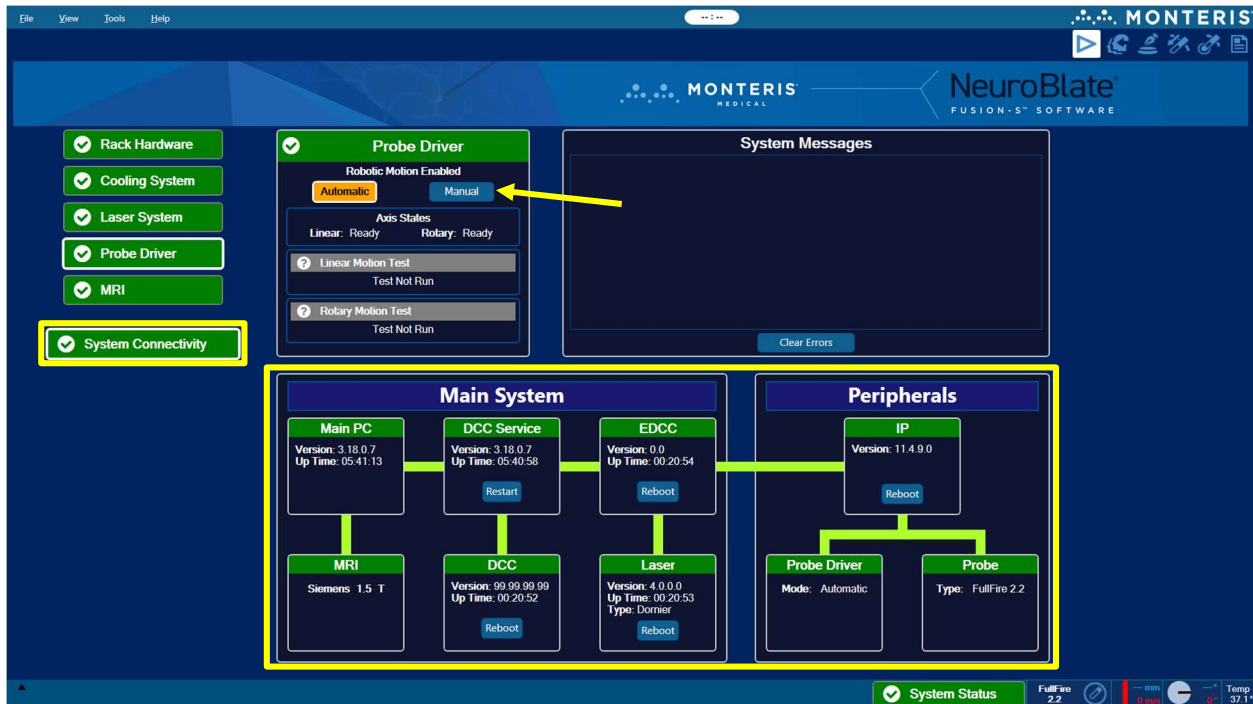 File View Tools Help
--:--
MONTERIS
MONTERIS
MEDICAL
NeuroBlate®
FUSION-S™ SOFTWARE
Rack Hardware
Cooling System
Laser System
Probe Driver
MRI
System Connectivity
Probe Driver
Robotic Motion Enabled
Automatic Manual
Axis States
Linear: Ready Rotary: Ready
? Linear Motion Test
Test Not Run
? Rotary Motion Test
Test Not Run
System Messages
Clear Errors
Main System
Main PC
Version: 3.18.0.7
Up Time: 05:41:13
DCC Service
Version: 3.18.0.7
Up Time: 05:40:58
Restart
EDCC
Version: 0.0
Up Time: 00:20:54
Reboot
MRI
Siemens 1.5 T
DCC
Version: 99.99.99.99
Up Time: 00:20:52
Reboot
Laser
Version: 4.0.0.0
Up Time: 00:20:53
Type: Dornier
Reboot
Peripherals
IP
Version: 11.4.9.0
Reboot
Probe Driver
Mode: Automatic
Probe
Type: FullFire 2.2
System Status
FullFire
2.2
--- mm
0 mm
---°
0°
Temp
37.1°